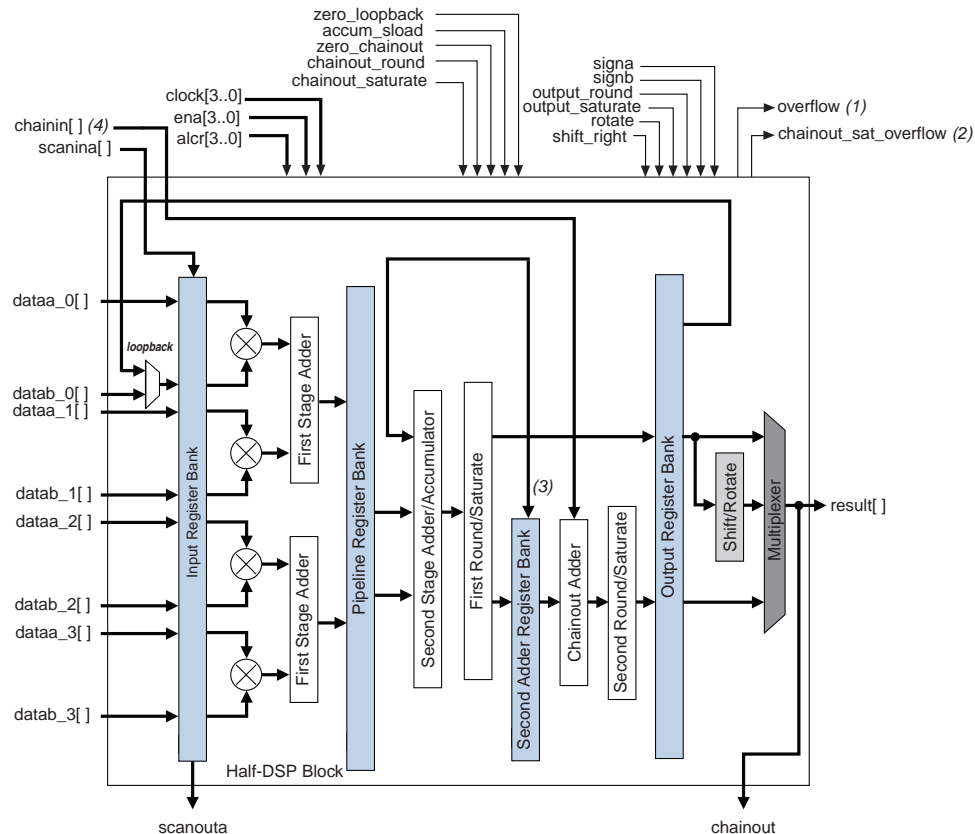 zero_loopback
accum_sload
zero_chainout
chainout_round
chainout_saturate
signa
signb
output_round
output_saturate
rotate
shift_right
clock[3..0]
ena[3..0]
alcr[3..0]
overflow (1)
chainout_sat_overflow (2)
chainin[ ] (4)
scanina[ ]
dataa_0[ ]
loopback
datab_0[ ]
dataa_1[ ]
datab_1[ ]
dataa_2[ ]
datab_2[ ]
dataa_3[ ]
datab_3[ ]
Input Register Bank
First Stage Adder
First Stage Adder
Pipeline Register Bank
Second Stage Adder/Accumulator
First Round/Saturate
(3)
Second Adder Register Bank
Chainout Adder
Second Round/Saturate
Output Register Bank
Shift/Rotate
Multiplexer
result[ ]
Half-DSP Block
scanouta
chainout